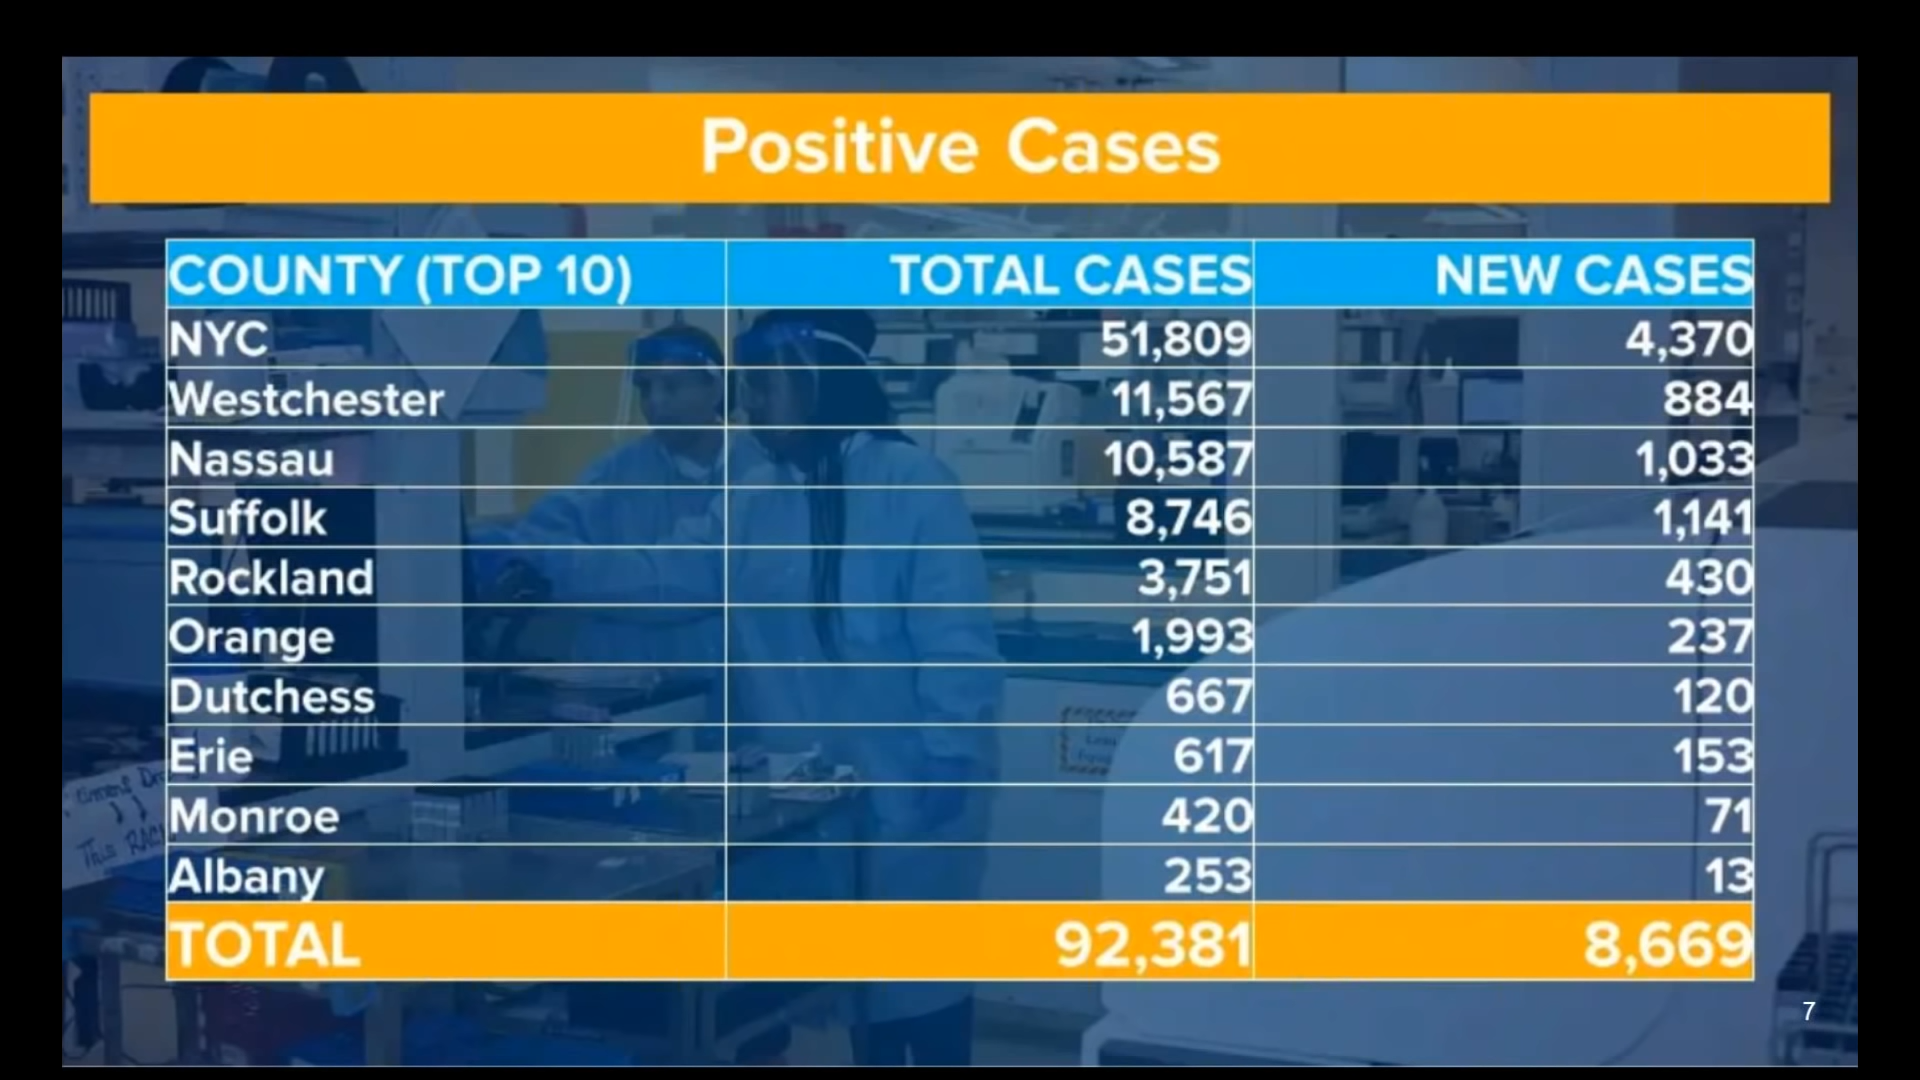 Positive Cases
COUNTY (TOP 10) TOTAL CASES NEW CASES
NYC 51,809 4,370
Westchester 11,567 884
Nassau 10,587 1,033
Suffolk 8,746 1,141
Rockland 3,751 430
Orange 1,993 237
Dutchess 667 120
Erie 617 153
Monroe 420 71
Albany 253 13
TOTAL 92,381 8,669
This RACK
7